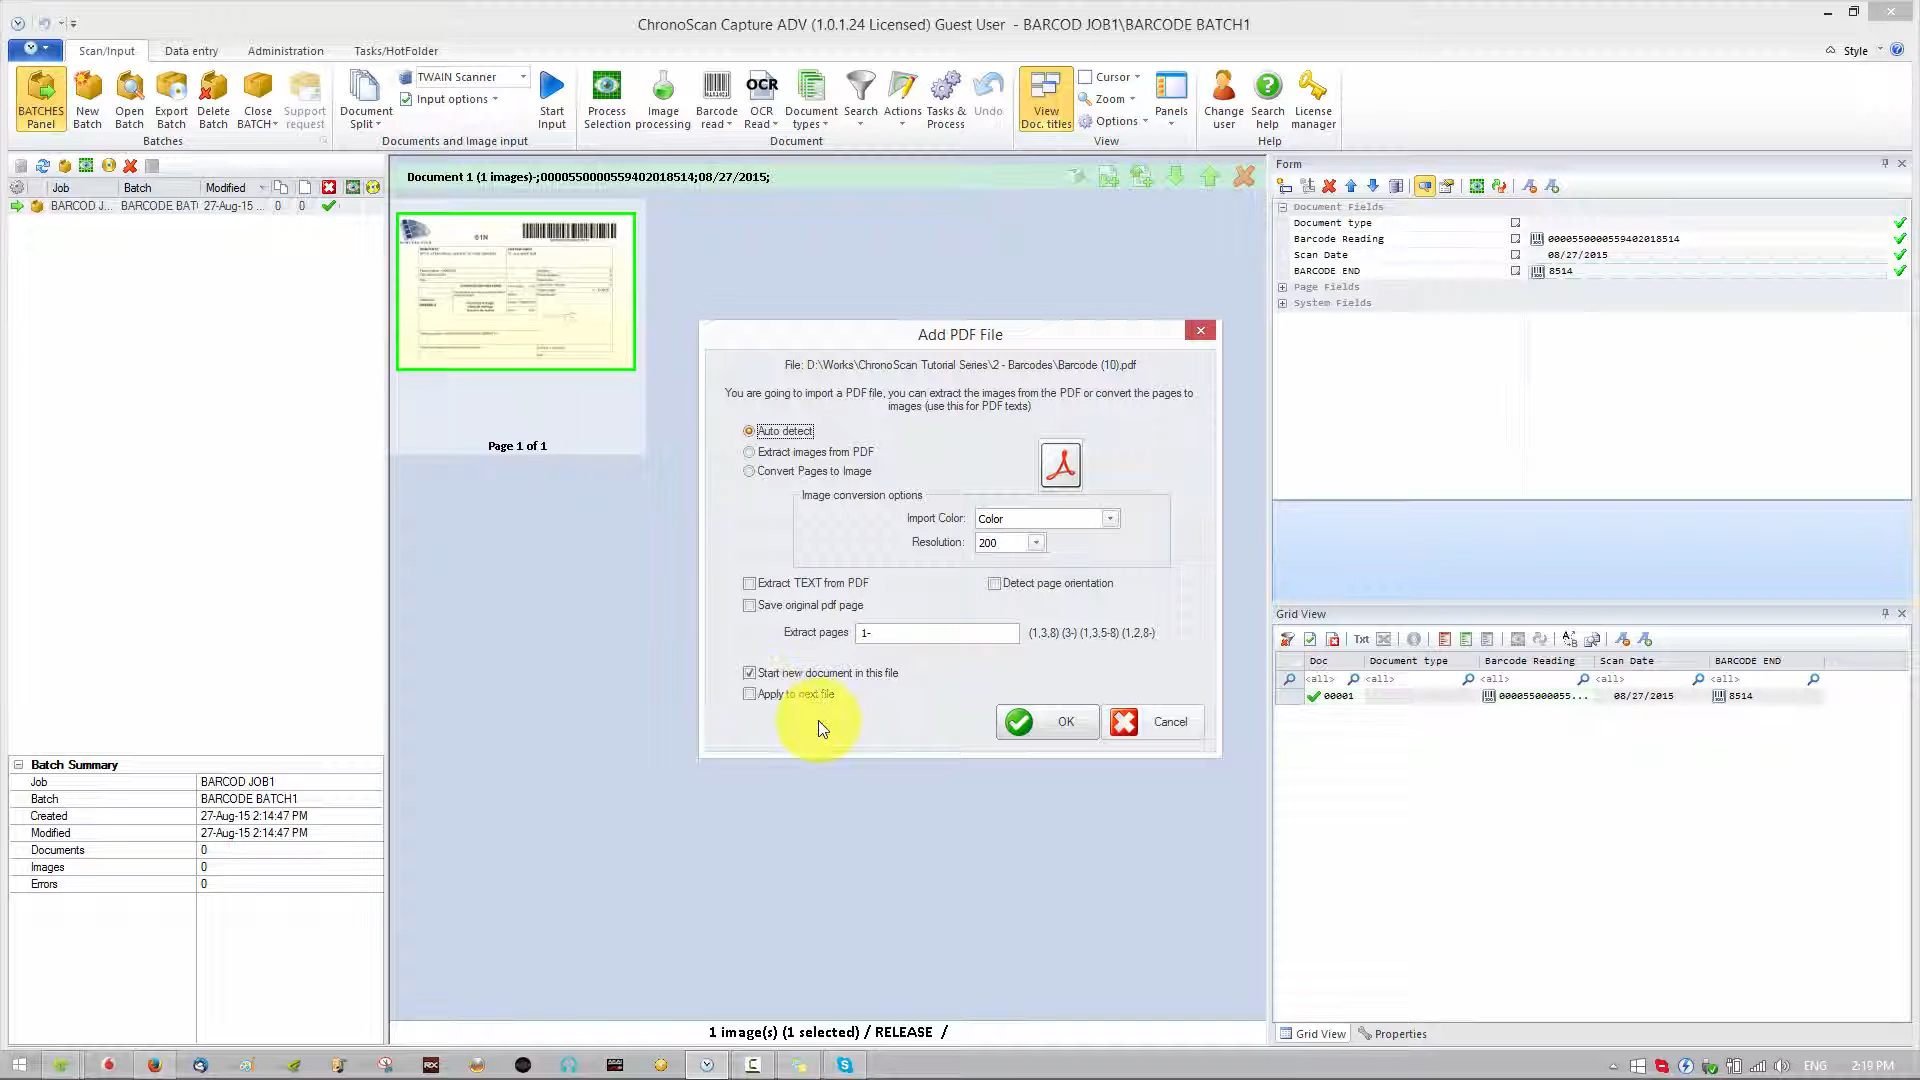 ChronoScan Capture ADV (1.0.1.24 Licensed) Guest User - BARCOD JOB1\BARCODE BATCH1
Scan/Input Data entry Administration Tasks/HotFolder Style
BATCHES Panel
New Batch
Open Batch
Export Batch
Delete Batch
Close BATCH
Support request
Batches
Document Split
TWAIN Scanner
Input options
Start Input
Documents and Image input
Process Selection
Image processing
Barcode read
OCR
OCR Read
Document types
Search
Actions
Tasks & Process
Undo
Document
View Doc. titles
Cursor
Zoom
Options
Panels
View
Change user
Search help
License manager
Help
Job Batch Modified
BARCOD J... BARCODE BAT 27-Aug-15 ... 0 0
Document 1 (1 images)-;0000550000559402018514;08/27/2015;
61N
Page 1 of 1
Add PDF File
File: D:\Works\ChronoScan Tutorial Series\2 - Barcodes\Barcode (10).pdf
You are going to import a PDF file, you can extract the images from the PDF or convert the pages to
images (use this for PDF texts)
Auto detect
Extract images from PDF
Convert Pages to Image
Image conversion options
Import Color: Color
Resolution: 200
Extract TEXT from PDF Detect page orientation
Save original pdf page
Extract pages 1- (1,3,8) (3-) (1,3,5-8) (1,2,8-)
Start new document in this file
Apply to next file
OK Cancel
1 image(s) (1 selected) / RELEASE /
Form
Document Fields
Document type
Barcode Reading 0000550000559402018514
Scan Date 08/27/2015
BARCODE END 8514
Page Fields
System Fields
Grid View
Txt
Doc Document type Barcode Reading Scan Date BARCODE END
<all> <all> <all> <all> <all>
00001 000055000055... 08/27/2015 8514
Grid View Properties
Batch Summary
Job BARCOD JOB1
Batch BARCODE BATCH1
Created 27-Aug-15 2:14:47 PM
Modified 27-Aug-15 2:14:47 PM
Documents 0
Images 0
Errors 0
RX
ENG 2:19 PM